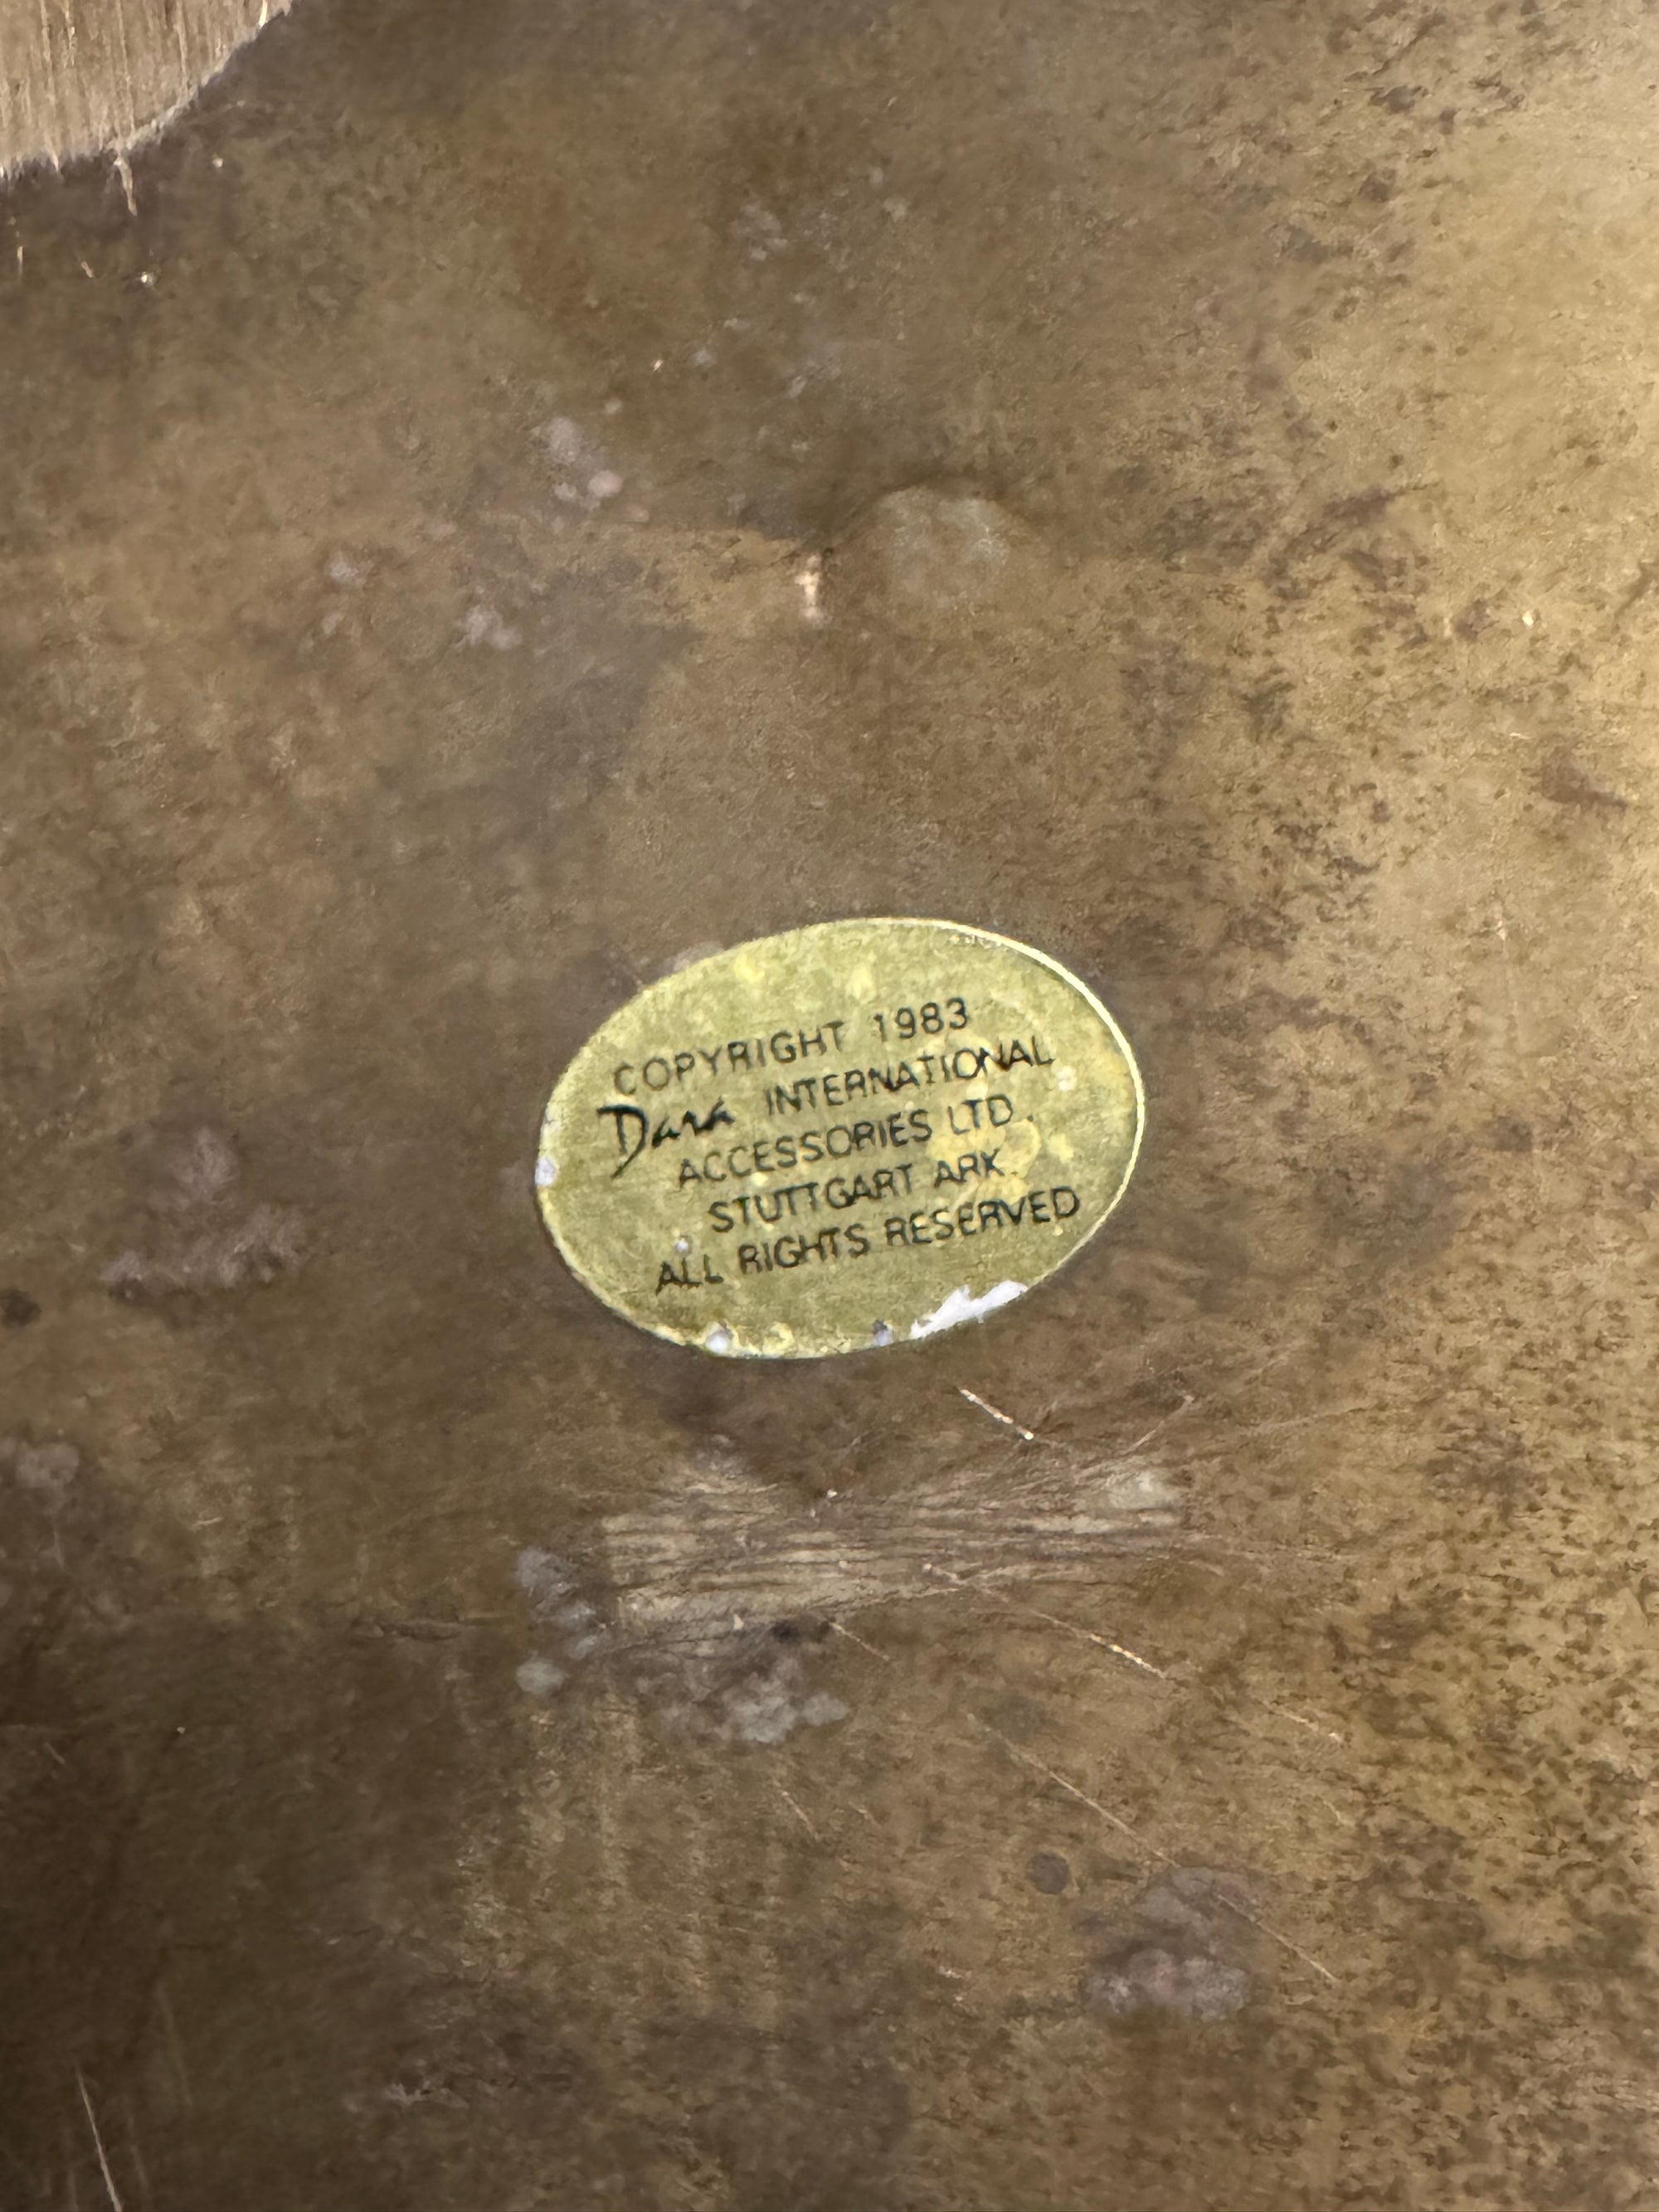 COPYRIGHT 1983
Dara INTERNATIONAL
ACCESSORIES LTD.
STUTTGART ARK.
ALL RIGHTS RESERVED